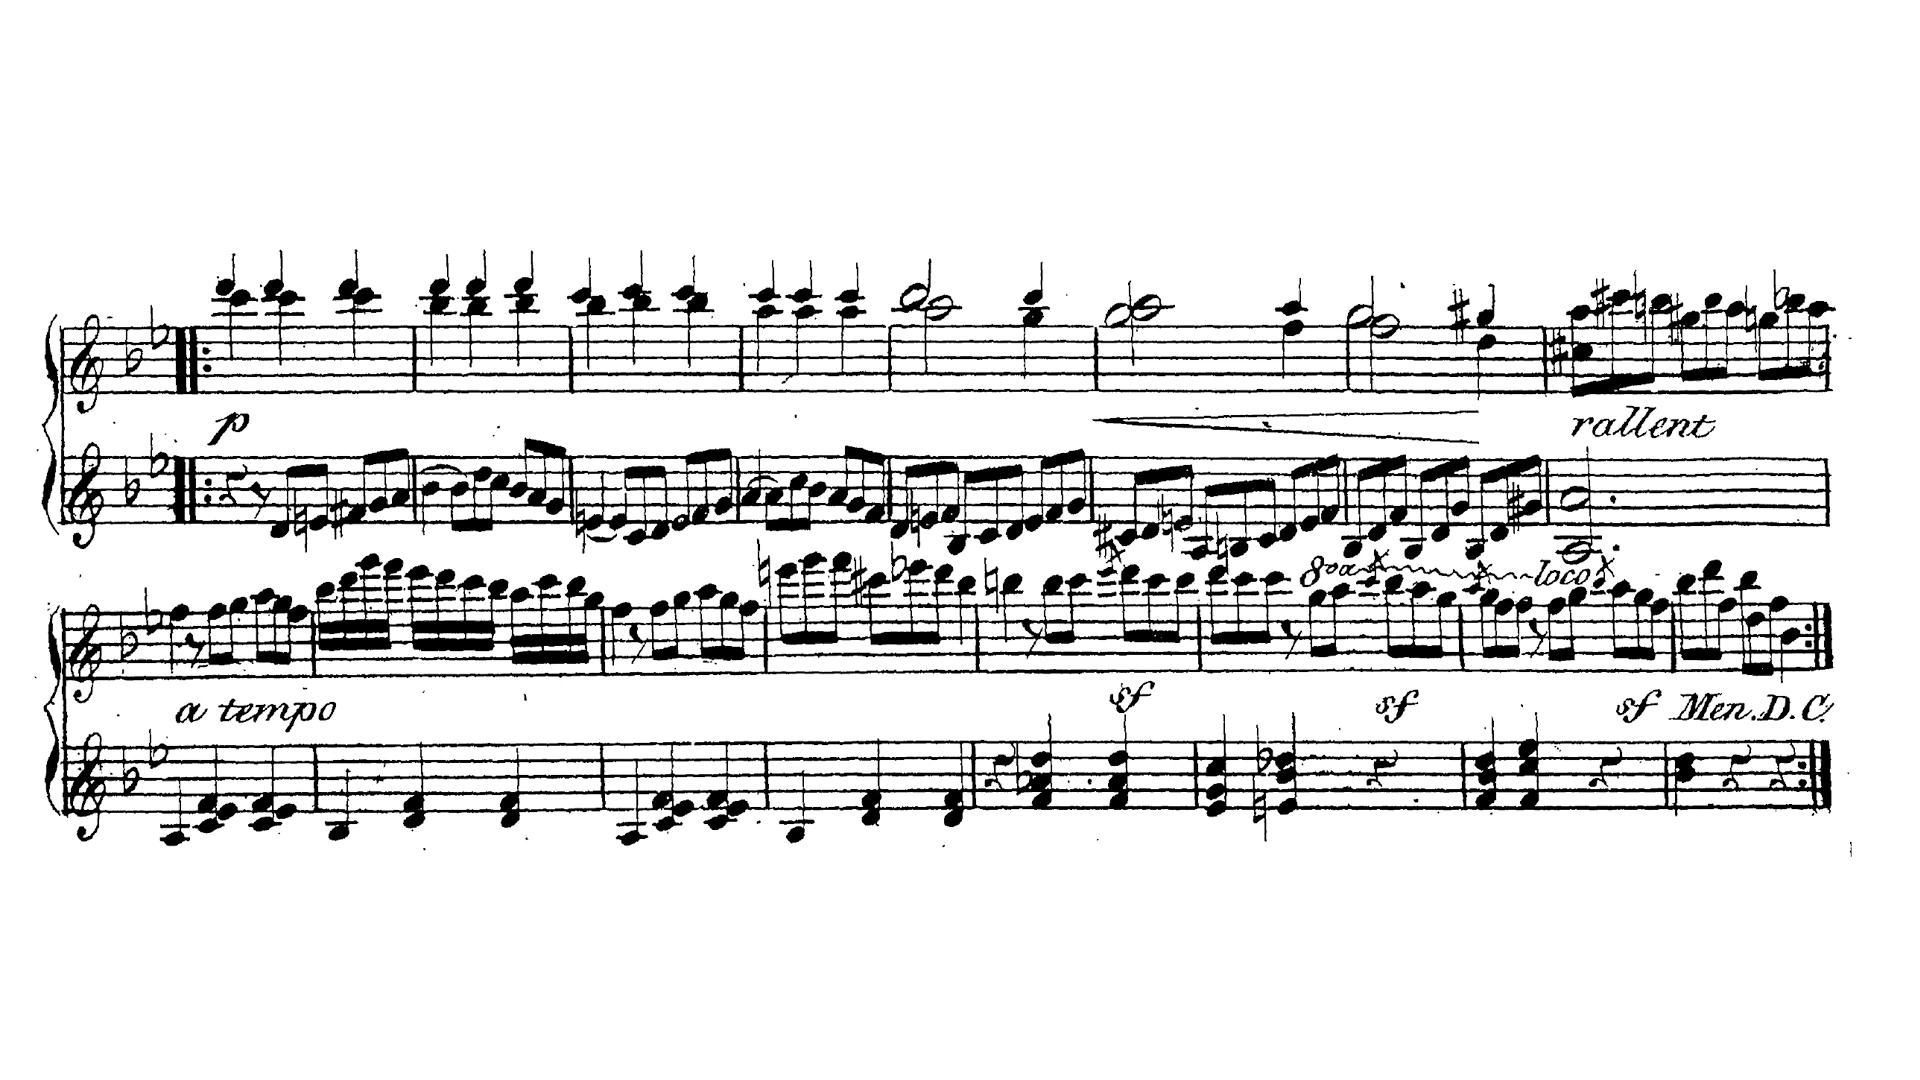 p
rallent
8va loco
a tempo
sf sf sf Men. D. C.